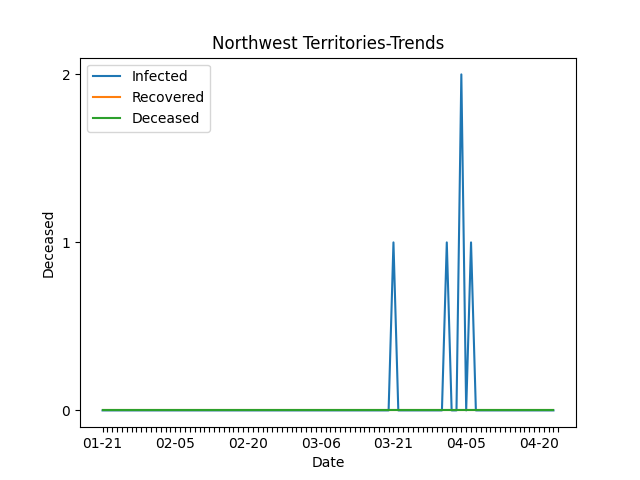 Northwest Territories-Trends
Infected
Recovered
Deceased
2
1
0
Deceased
01-21 02-05 02-20 03-06 03-21 04-05 04-20
Date